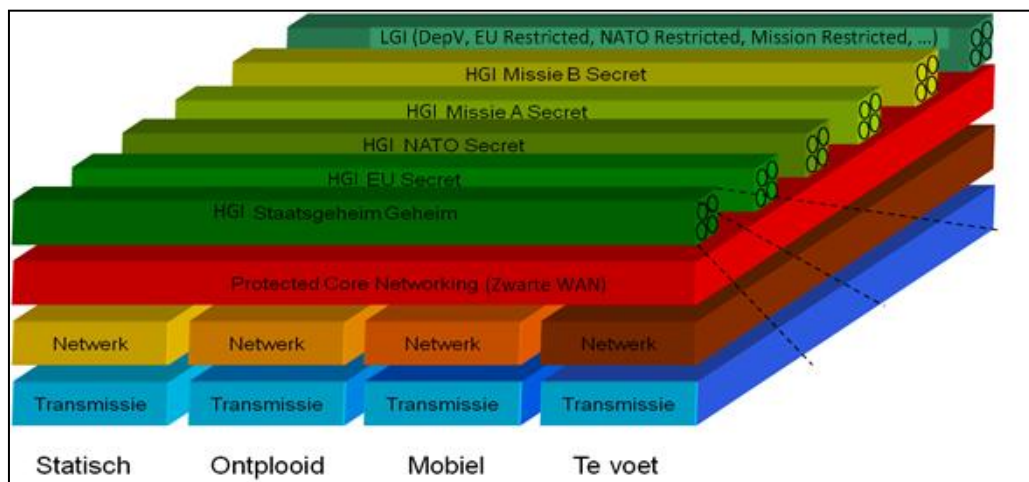 LGI (DepV, EU Restricted, NATO Restricted, Mission Restricted, ...)
HGI Missie B Secret
HGI Missie A Secret
HGI NATO Secret
HGI EU Secret
HGI Staatsgeheim Geheim
Protected Core Networking (Zwarte WAN)
Netwerk Netwerk Netwerk Netwerk
Transmissie Transmissie Transmissie Transmissie
Statisch Ontplooid Mobiel Te voet